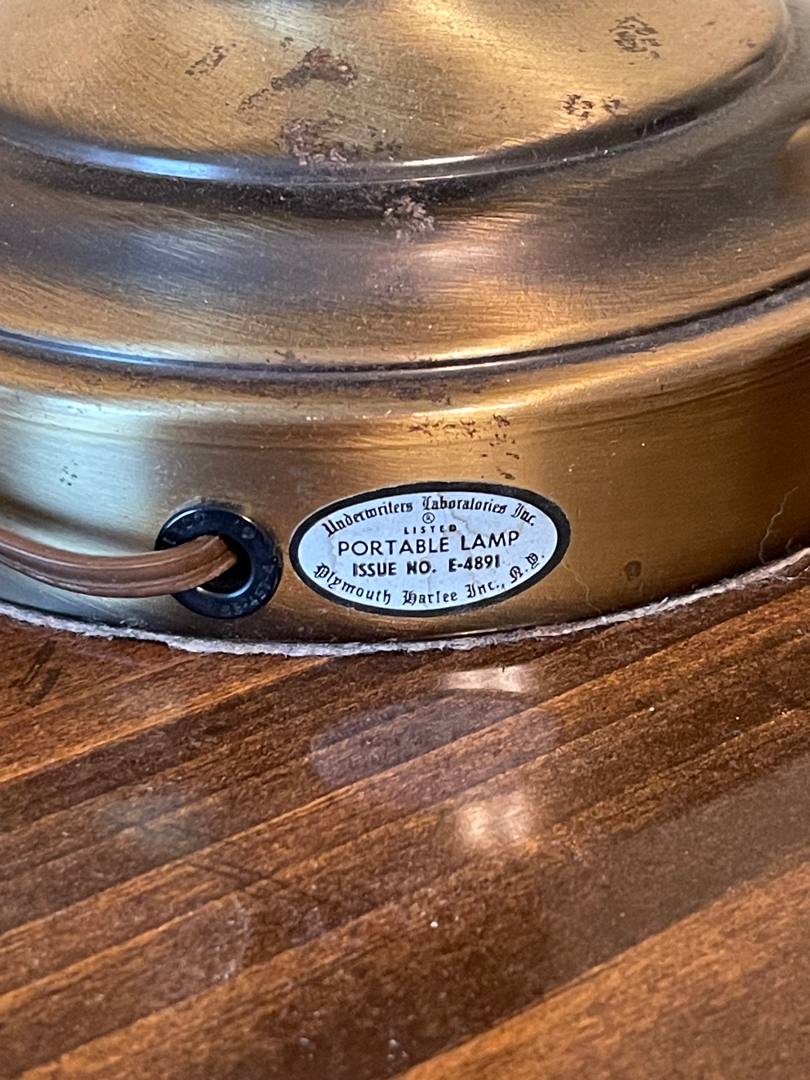 Underwriters Laboratories Inc.
®
LISTED
PORTABLE LAMP
ISSUE NO. E-4891
Plymouth Harlee Inc., N.Y.